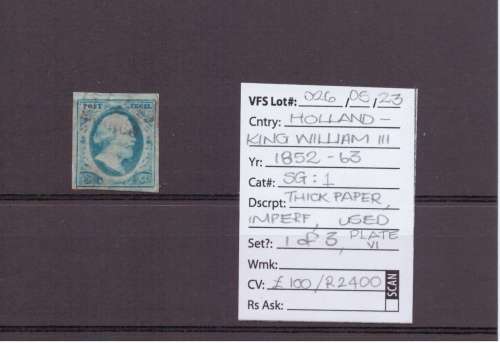 POST ZEGEL
VFS Lot#: 026 / 05 / 23
Cntry: HOLLAND -
KING WILLIAM III
Yr: 1852 - 63
Cat#: SG : 1
Dscrpt: THICK PAPER,
IMPERF, USED
Set?: 1 of 3, PLATE VI
Wmk:
CV: £100 / R2400
Rs Ask:
SCAN